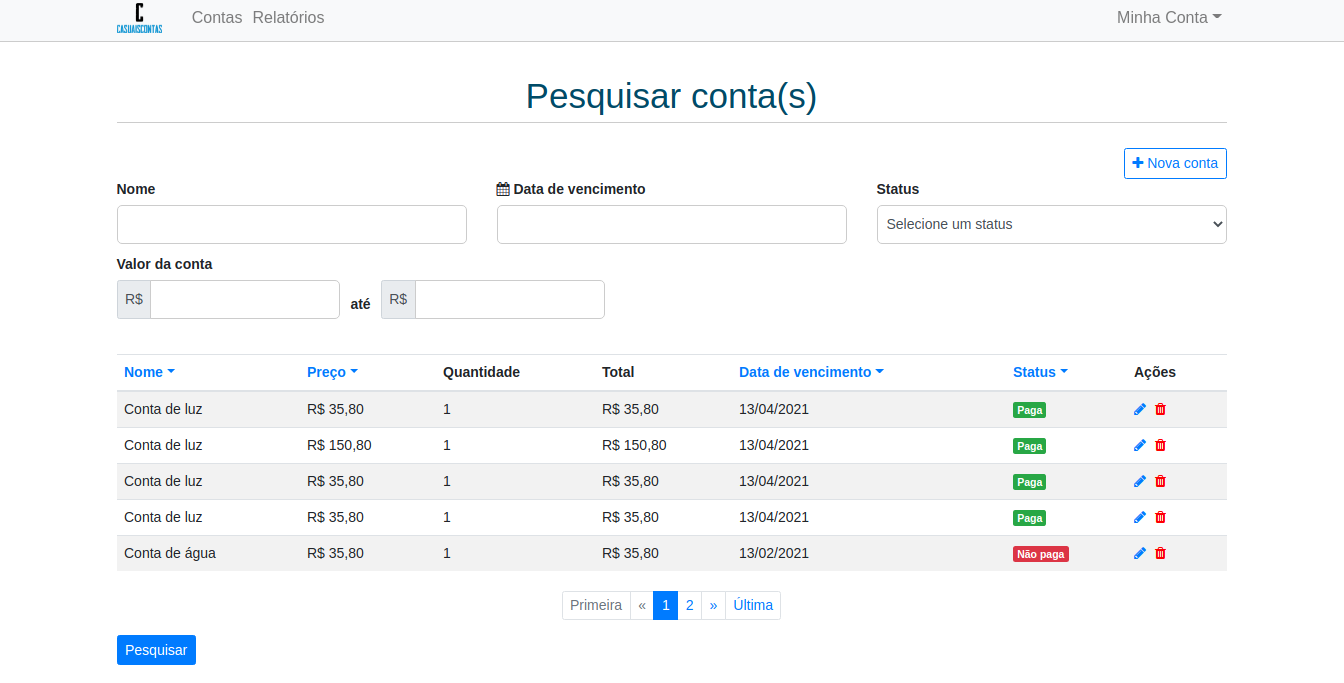 C
CASUAISCONTAS
Contas Relatórios Minha Conta
Pesquisar conta(s)
Nova conta
Nome Data de vencimento Status
Selecione um status
Valor da conta
R$ até R$
Nome Preço Quantidade Total Data de vencimento Status Ações
Conta de luz R$ 35,80 1 R$ 35,80 13/04/2021 Paga
Conta de luz R$ 150,80 1 R$ 150,80 13/04/2021 Paga
Conta de luz R$ 35,80 1 R$ 35,80 13/04/2021 Paga
Conta de luz R$ 35,80 1 R$ 35,80 13/04/2021 Paga
Conta de água R$ 35,80 1 R$ 35,80 13/02/2021 Não paga
Primeira « 1 2 » Última
Pesquisar